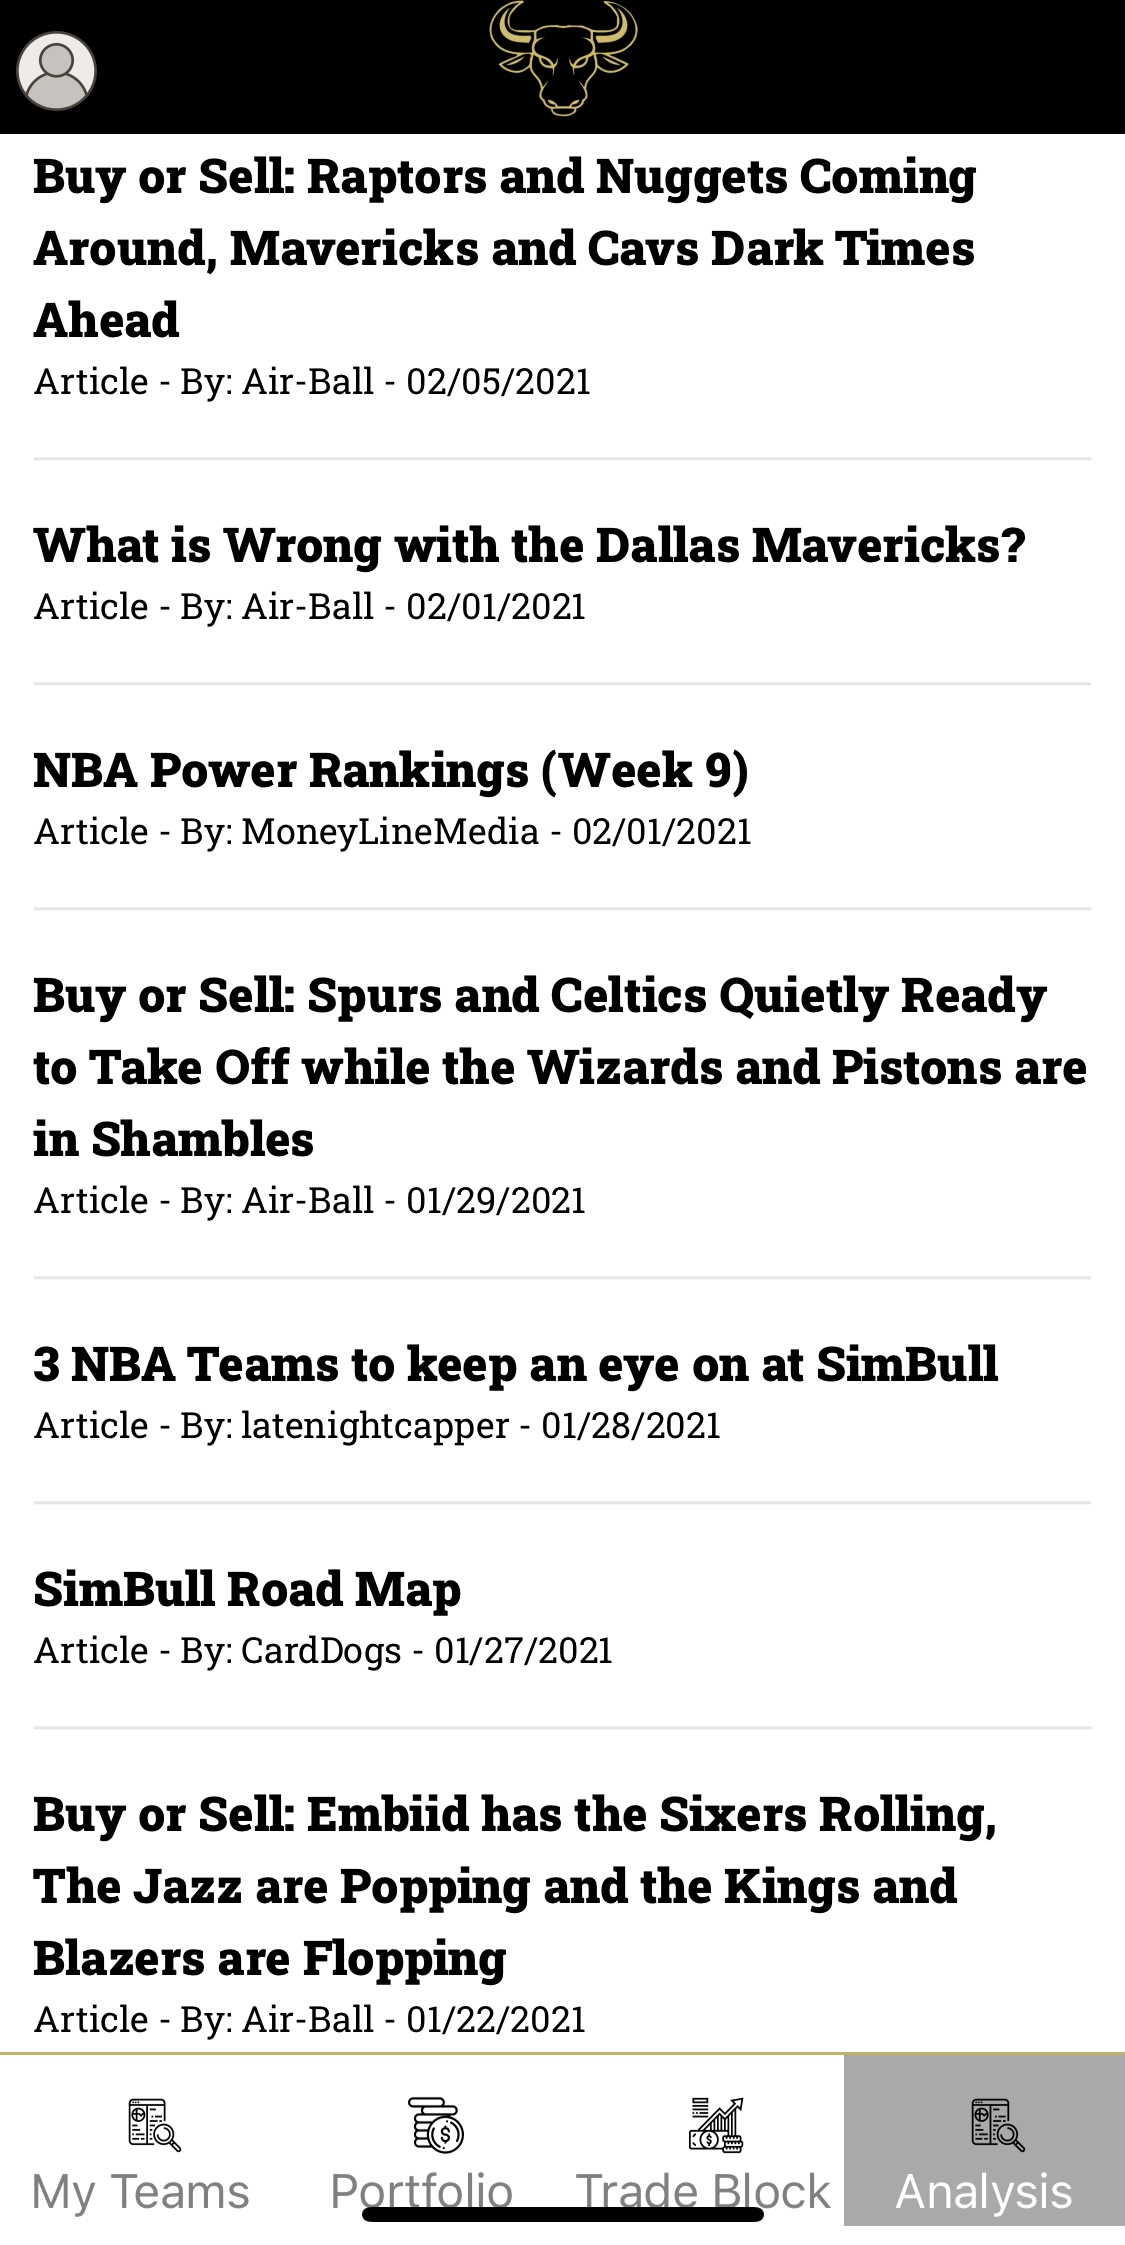 Buy or Sell: Raptors and Nuggets Coming
Around, Mavericks and Cavs Dark Times
Ahead
Article - By: Air-Ball - 02/05/2021
What is Wrong with the Dallas Mavericks?
Article - By: Air-Ball - 02/01/2021
NBA Power Rankings (Week 9)
Article - By: MoneyLineMedia - 02/01/2021
Buy or Sell: Spurs and Celtics Quietly Ready
to Take Off while the Wizards and Pistons are
in Shambles
Article - By: Air-Ball - 01/29/2021
3 NBA Teams to keep an eye on at SimBull
Article - By: latenightcapper - 01/28/2021
SimBull Road Map
Article - By: CardDogs - 01/27/2021
Buy or Sell: Embiid has the Sixers Rolling,
The Jazz are Popping and the Kings and
Blazers are Flopping
Article - By: Air-Ball - 01/22/2021
My Teams
Portfolio
Trade Block
Analysis